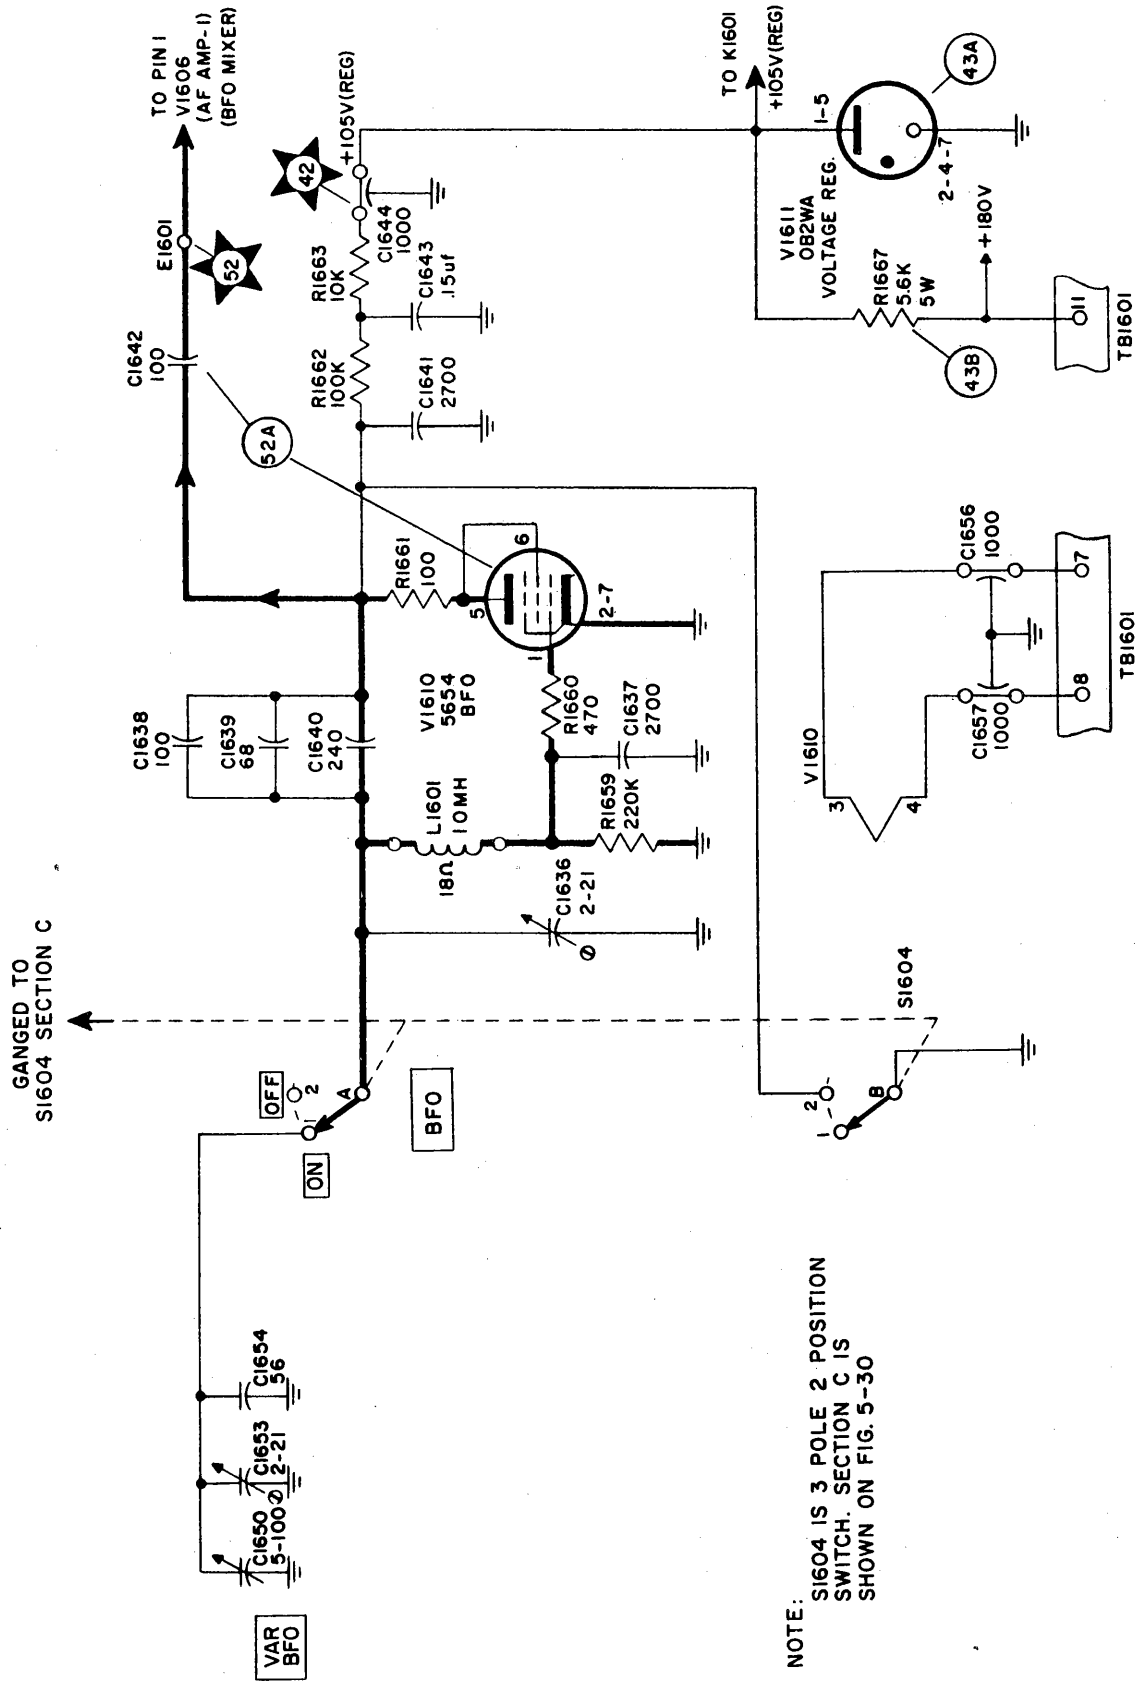 GANGED TO
S1604 SECTION C
VAR
BFO
C1650
5-100
C1653
2-21
C1654
56
ON
OFF
1
2
A
BFO
C1638
100
C1639
68
C1640
240
L1601
10MH
18Ω
C1636
2-21
R1659
220K
C1637
2700
R1660
470
V1610
5654
BFO
1
5
6
2-7
R1661
100
52A
C1642
100
E1601
52
TO PIN 1
V1606
(AF AMP-1)
(BFO MIXER)
R1662
100K
C1641
2700
R1663
10K
C1643
.15uf
C1644
1000
42
+105V(REG)
S1604
1
2
B
V1610
3
4
C1657
1000
C1656
1000
8
7
TB1601
TO K1601
+105V(REG)
1-5
43A
V1611
OB2WA
VOLTAGE REG.
2-4-7
R1667
5.6K
5W
43B
+180V
11
TB1601
NOTE:
S1604 IS 3 POLE 2 POSITION
SWITCH. SECTION C IS
SHOWN ON FIG. 5-30